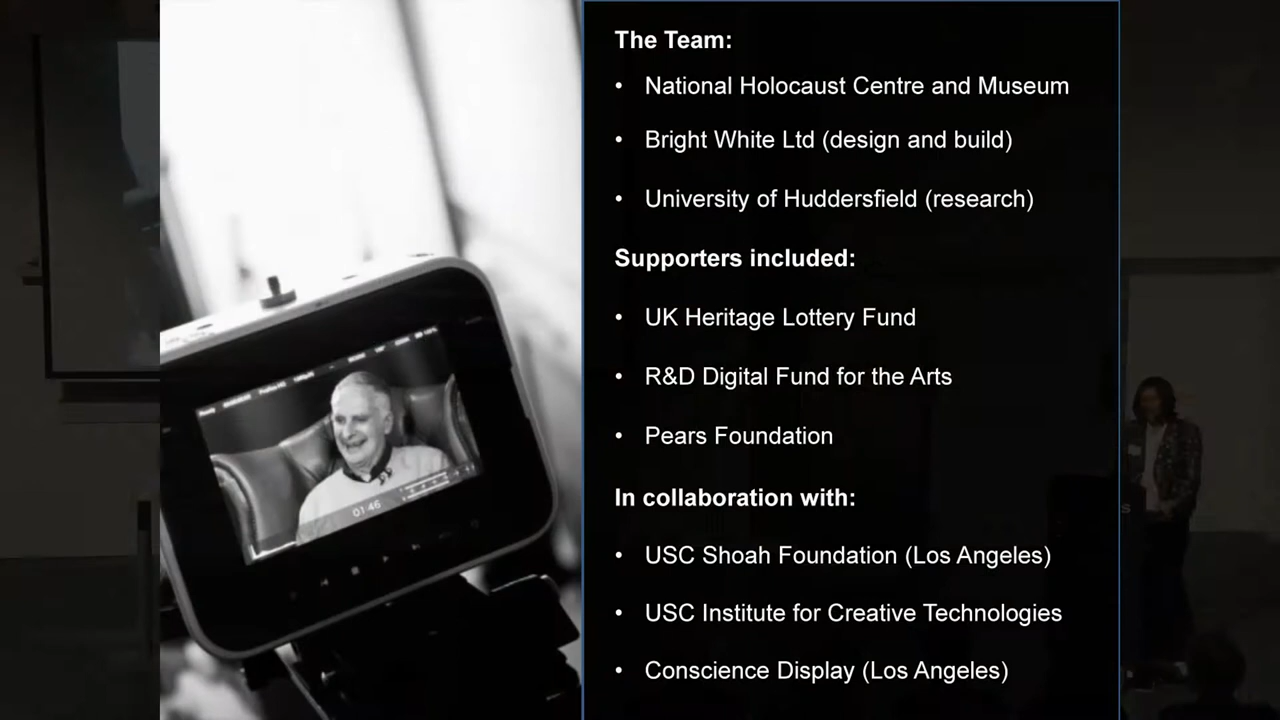 The Team:
• National Holocaust Centre and Museum
• Bright White Ltd (design and build)
• University of Huddersfield (research)
Supporters included:
• UK Heritage Lottery Fund
• R&D Digital Fund for the Arts
• Pears Foundation
In collaboration with:
• USC Shoah Foundation (Los Angeles)
• USC Institute for Creative Technologies
• Conscience Display (Los Angeles)
01:46